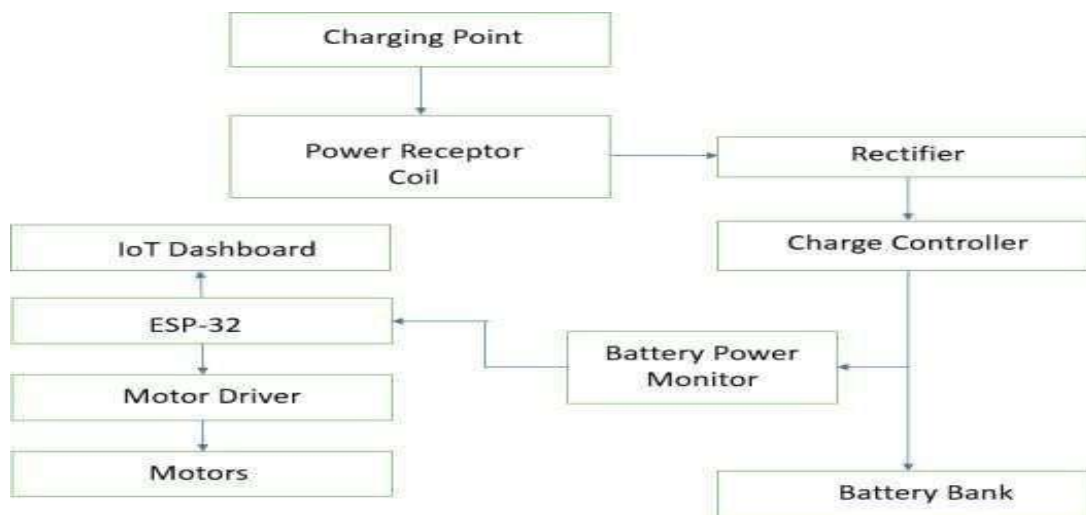 Charging Point
Power Receptor
Coil
Rectifier
Charge Controller
IoT Dashboard
ESP-32
Battery Power
Monitor
Motor Driver
Motors
Battery Bank